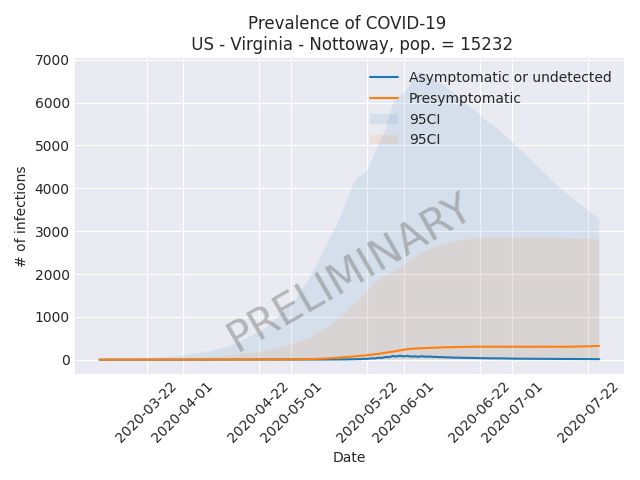 Prevalence of COVID-19
US - Virginia - Nottoway, pop. = 15232
7000
6000
5000
4000
3000
2000
1000
0
# of infections
Asymptomatic or undetected
Presymptomatic
95CI
95CI
PRELIMINARY
2020-03-22
2020-04-01
2020-04-22
2020-05-01
2020-05-22
2020-06-01
2020-06-22
2020-07-01
2020-07-22
Date